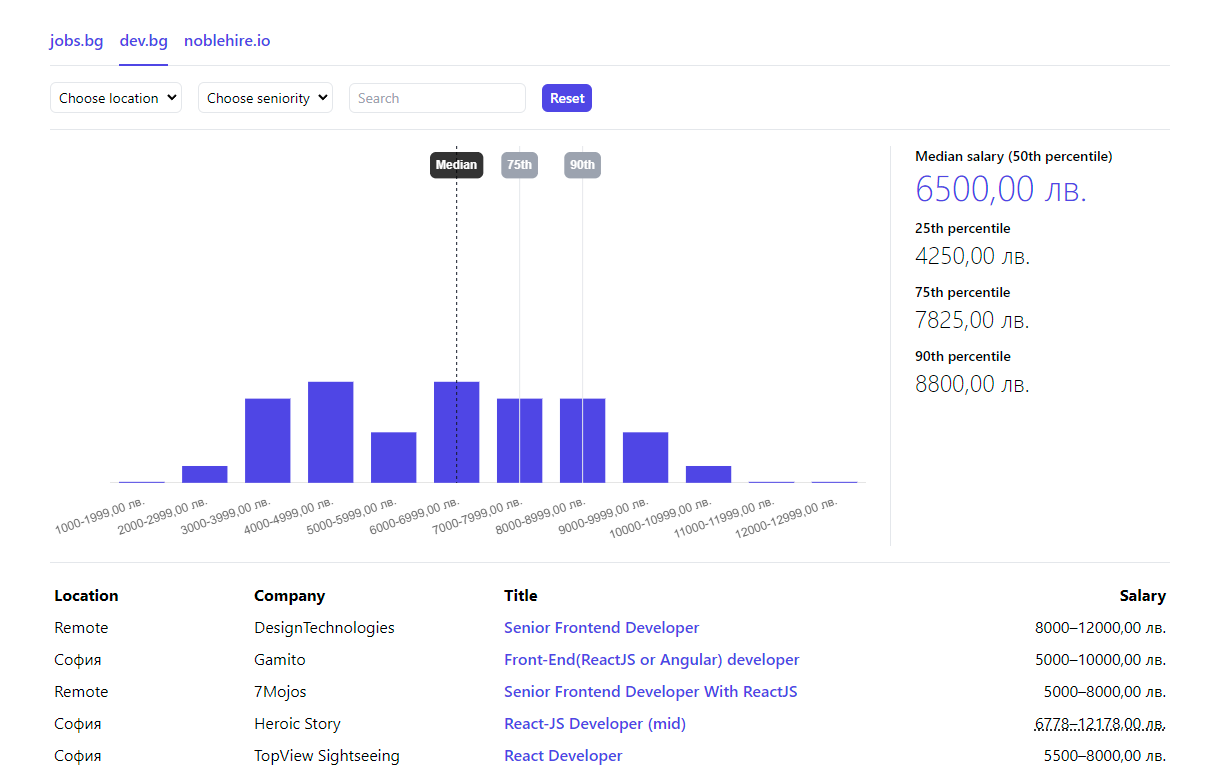 jobs.bg dev.bg noblehire.io
Choose location Choose seniority Search Reset
Median 75th 90th
Median salary (50th percentile)
6500,00 лв.
25th percentile
4250,00 лв.
75th percentile
7825,00 лв.
90th percentile
8800,00 лв.
1000-1999,00 лв. 2000-2999,00 лв. 3000-3999,00 лв. 4000-4999,00 лв. 5000-5999,00 лв. 6000-6999,00 лв. 7000-7999,00 лв. 8000-8999,00 лв. 9000-9999,00 лв. 10000-10999,00 лв. 11000-11999,00 лв. 12000-12999,00 лв.
Location Company Title Salary
Remote DesignTechnologies Senior Frontend Developer 8000–12000,00 лв.
София Gamito Front-End(ReactJS or Angular) developer 5000–10000,00 лв.
Remote 7Mojos Senior Frontend Developer With ReactJS 5000–8000,00 лв.
София Heroic Story React-JS Developer (mid) 6778–12178,00 лв.
София TopView Sightseeing React Developer 5500–8000,00 лв.